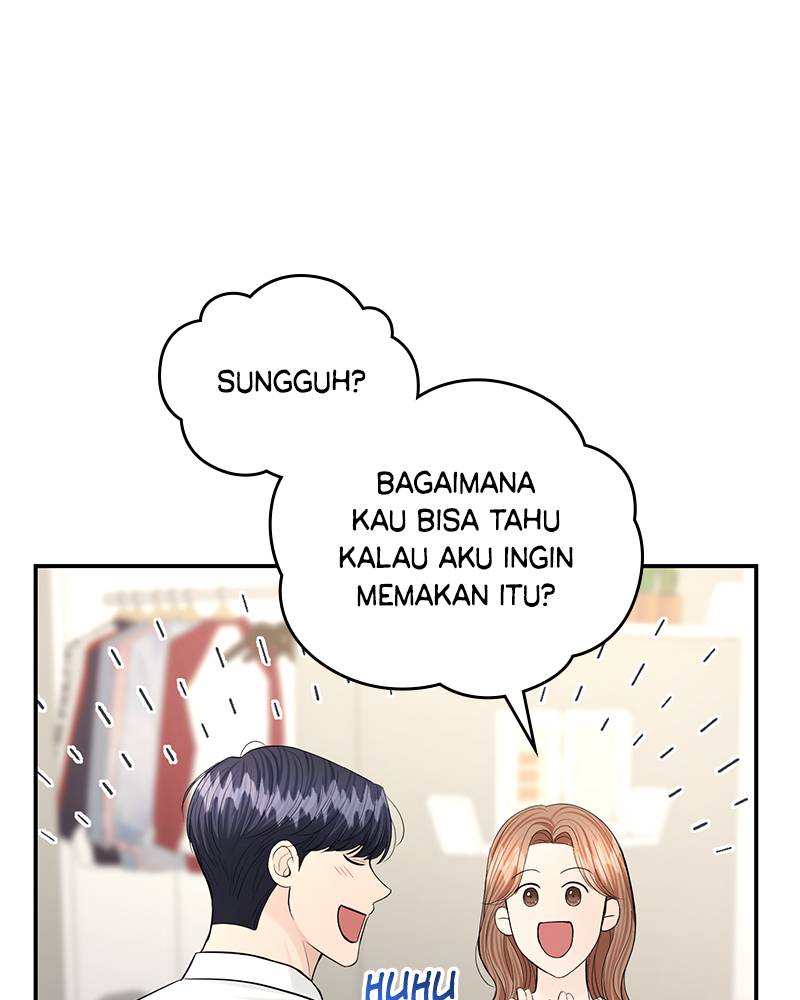 SUNGGUH?
BAGAIMANA
KAU BISA TAHU
KALAU AKU INGIN
MEMAKAN ITU?
HUHU